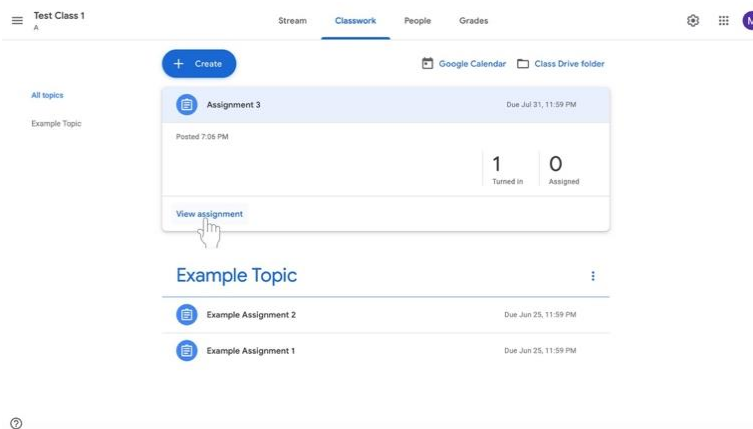 Test Class 1
A
Stream Classwork People Grades
M
+ Create
Google Calendar Class Drive folder
All topics
Example Topic
Assignment 3 Due Jul 31, 11:59 PM
Posted 7:06 PM
1 0
Turned in Assigned
View assignment
Example Topic
Example Assignment 2 Due Jun 25, 11:59 PM
Example Assignment 1 Due Jun 25, 11:59 PM
?